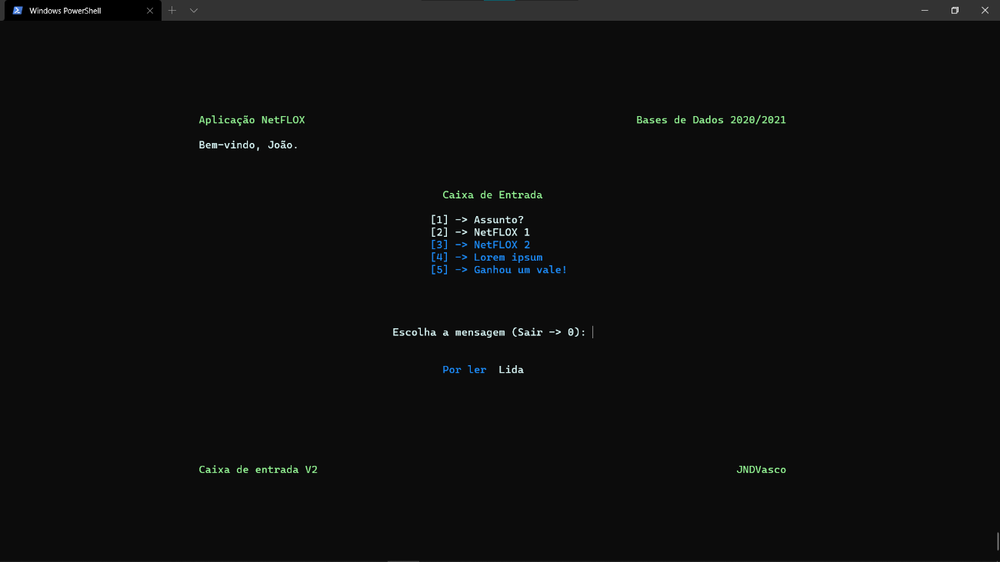 Windows PowerShell
Aplicação NetFLOX Bases de Dados 2020/2021
Bem-vindo, João.
Caixa de Entrada
[1] -> Assunto?
[2] -> NetFLOX 1
[3] -> NetFLOX 2
[4] -> Lorem ipsum
[5] -> Ganhou um vale!
Escolha a mensagem (Sair -> 0):
Por ler Lida
Caixa de entrada V2 JNDVasco